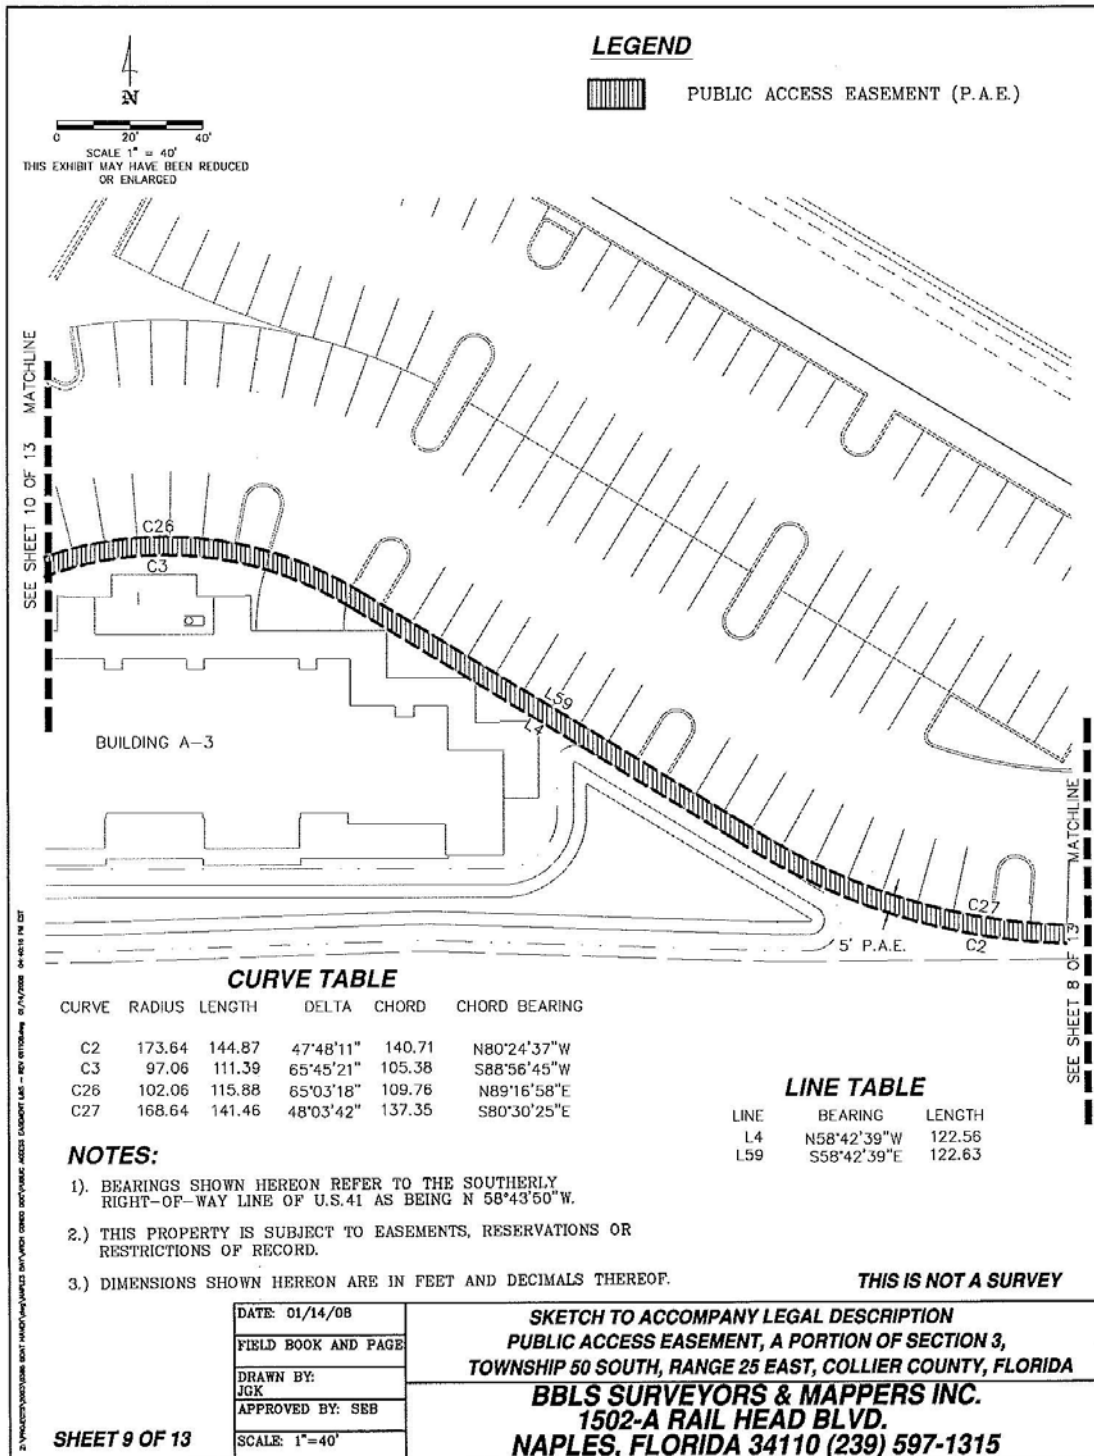 LEGEND
PUBLIC ACCESS EASEMENT (P.A.E.)
N
0 20' 40'
SCALE 1" = 40'
THIS EXHIBIT MAY HAVE BEEN REDUCED
OR ENLARGED
SEE SHEET 10 OF 13 MATCHLINE
C26
C3
L59
L4
BUILDING A-3
C27
C2
5' P.A.E.
SEE SHEET 8 OF 13 MATCHLINE
CURVE TABLE
CURVE RADIUS LENGTH DELTA CHORD CHORD BEARING
C2 173.64 144.87 47°48'11" 140.71 N80°24'37"W
C3 97.06 111.39 65°45'21" 105.38 S88°56'45"W
C26 102.06 115.88 65°03'18" 109.76 N89°16'58"E
C27 168.64 141.46 48°03'42" 137.35 S80°30'25"E
LINE TABLE
LINE BEARING LENGTH
L4 N58°42'39"W 122.56
L59 S58°42'39"E 122.63
NOTES:
1). BEARINGS SHOWN HEREON REFER TO THE SOUTHERLY
RIGHT-OF-WAY LINE OF U.S.41 AS BEING N 58°43'50"W.
2.) THIS PROPERTY IS SUBJECT TO EASEMENTS, RESERVATIONS OR
RESTRICTIONS OF RECORD.
3.) DIMENSIONS SHOWN HEREON ARE IN FEET AND DECIMALS THEREOF.
THIS IS NOT A SURVEY
DATE: 01/14/08
FIELD BOOK AND PAGE
DRAWN BY:
JGK
APPROVED BY: SEB
SCALE: 1"=40'
SKETCH TO ACCOMPANY LEGAL DESCRIPTION
PUBLIC ACCESS EASEMENT, A PORTION OF SECTION 3,
TOWNSHIP 50 SOUTH, RANGE 25 EAST, COLLIER COUNTY, FLORIDA
BBLS SURVEYORS & MAPPERS INC.
1502-A RAIL HEAD BLVD.
NAPLES, FLORIDA 34110 (239) 597-1315
SHEET 9 OF 13